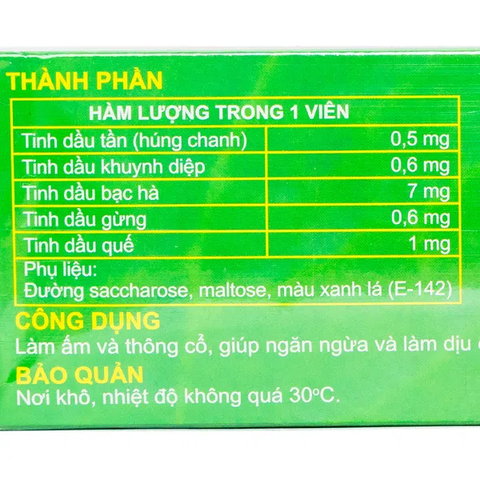 THÀNH PHẦN
HÀM LƯỢNG TRONG 1 VIÊN
Tinh dầu tần (húng chanh) 0,5 mg
Tinh dầu khuynh diệp 0,6 mg
Tinh dầu bạc hà 7 mg
Tinh dầu gừng 0,6 mg
Tinh dầu quế 1 mg
Phụ liệu:
Đường saccharose, maltose, màu xanh lá (E-142)
CÔNG DỤNG
Làm ấm và thông cổ, giúp ngăn ngừa và làm dịu
BẢO QUẢN
Nơi khô, nhiệt độ không quá 30ºC.